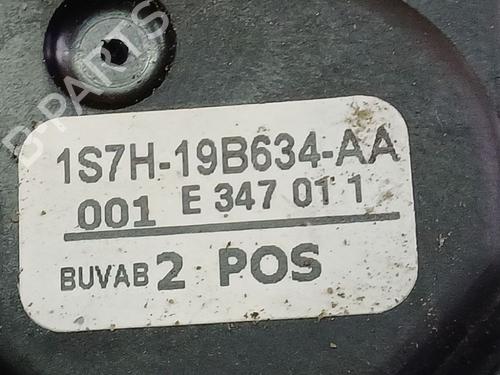 B-PARTS
1S7H-19B634-AA
001 E 347 01 1
BUVAB 2 POS